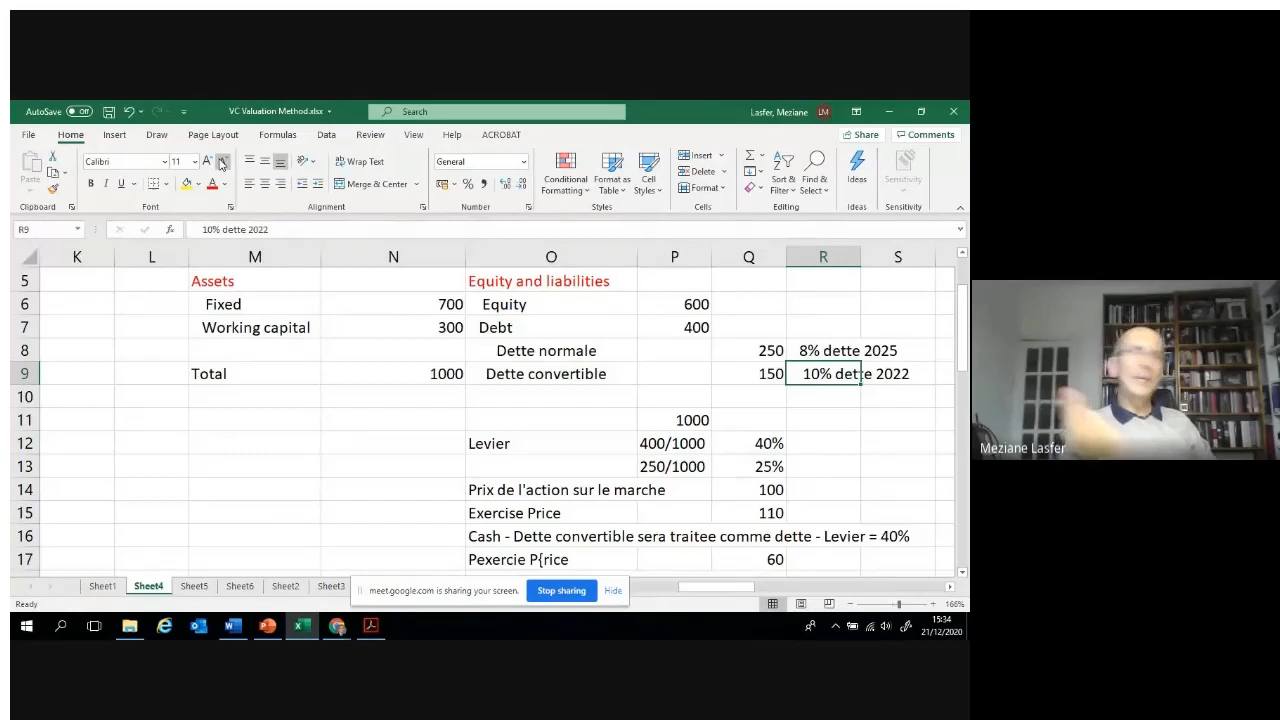 AutoSave Off VC Valuation Method.xlsx Search Lasfer, Meziane LM
File Home Insert Draw Page Layout Formulas Data Review View Help ACROBAT Share Comments
Calibri 11 Wrap Text General Insert
Paste Merge & Center Conditional Formatting Format as Table Cell Styles Delete Format Sort & Filter Find & Select Ideas Sensitivity
Clipboard Font Alignment Number Styles Cells Editing Ideas Sensitivity
R9 fx 10% dette 2022
K L M N O P Q R S
5 Assets Equity and liabilities
6 Fixed 700 Equity 600
7 Working capital 300 Debt 400
8 Dette normale 250 8% dette 2025
9 Total 1000 Dette convertible 150 10% dette 2022
10
11 1000
12 Levier 400/1000 40%
13 250/1000 25%
14 Prix de l'action sur le marche 100
15 Exercise Price 110
16 Cash - Dette convertible sera traitee comme dette - Levier = 40%
17 Pexercie P{rice 60
Sheet1 Sheet4 Sheet5 Sheet6 Sheet2 Sheet3
meet.google.com is sharing your screen. Stop sharing Hide
Ready 166%
15:34
21/12/2020
Meziane Lasfer